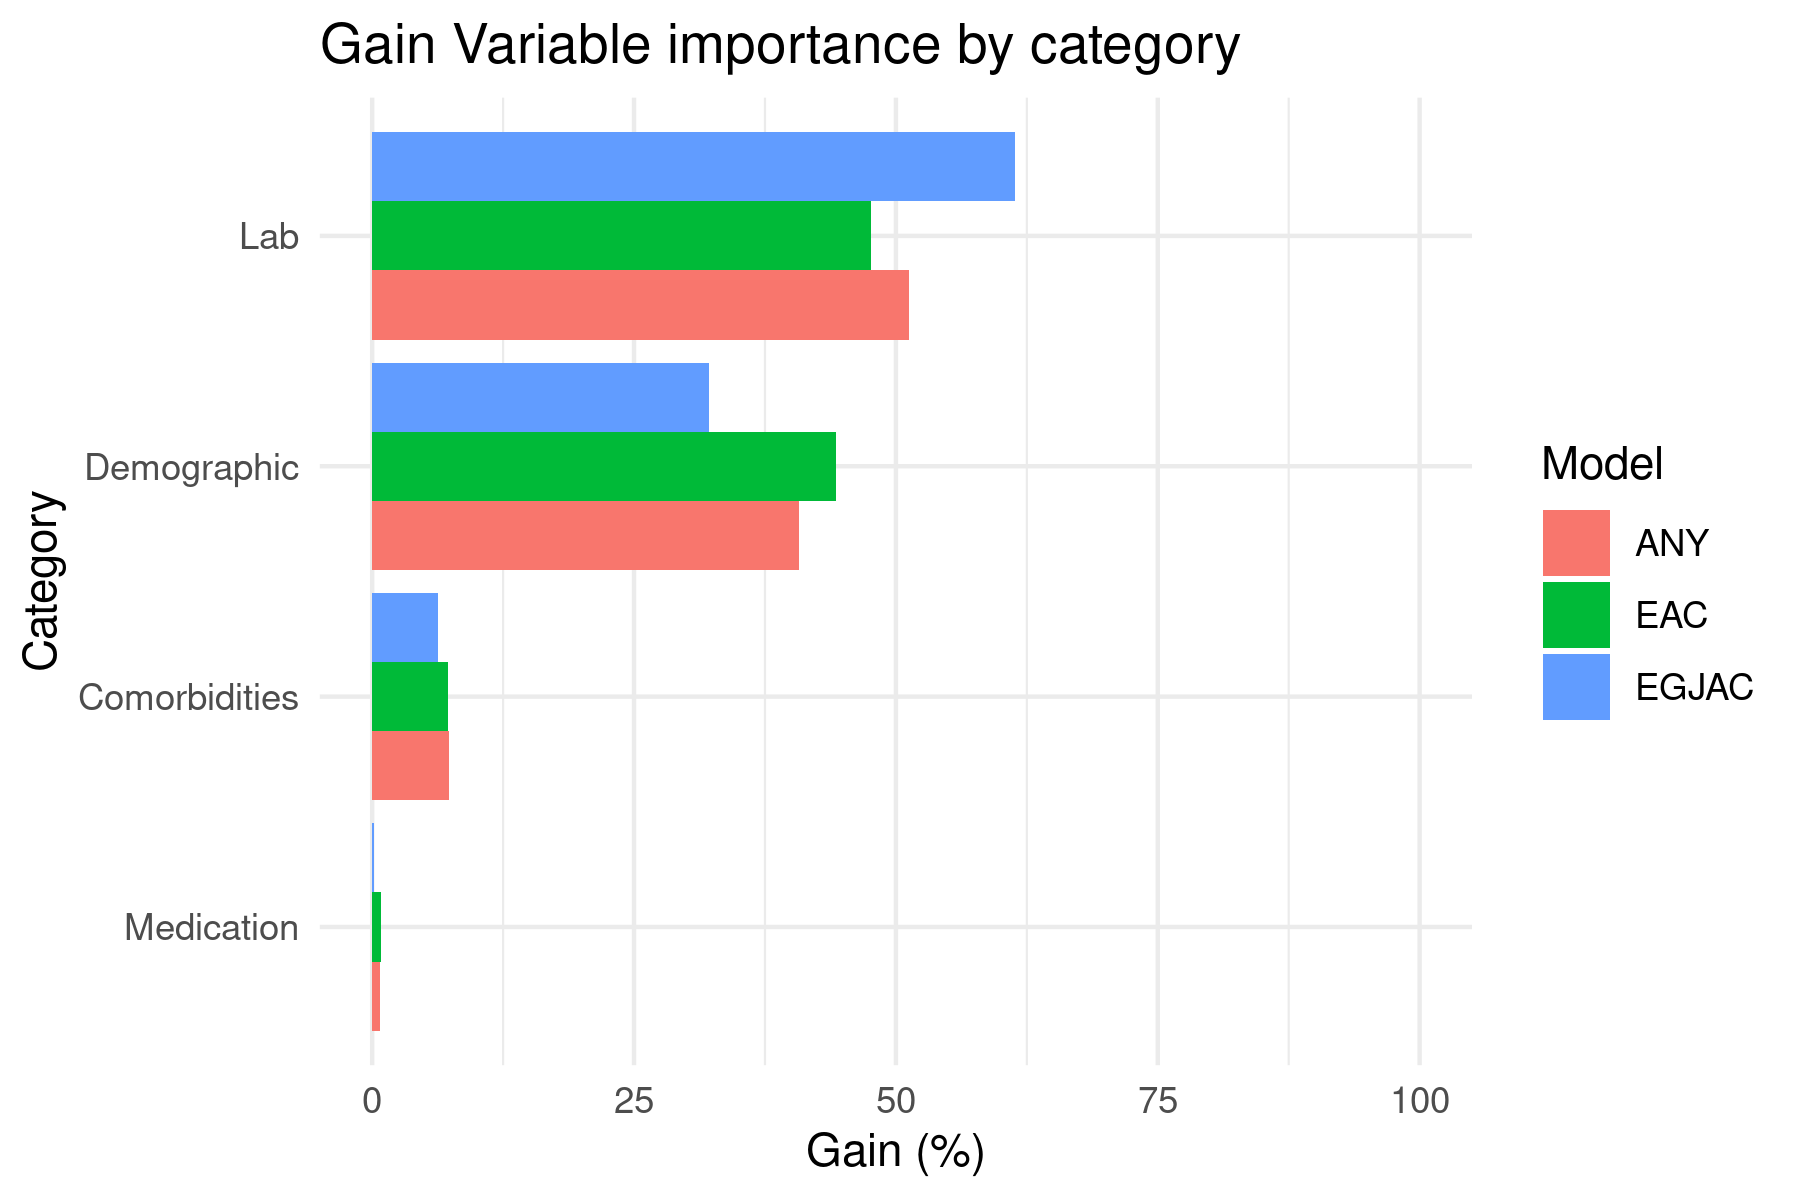 Gain Variable importance by category
Category
Lab
Demographic
Comorbidities
Medication
0 25 50 75 100
Gain (%)
Model
ANY
EAC
EGJAC